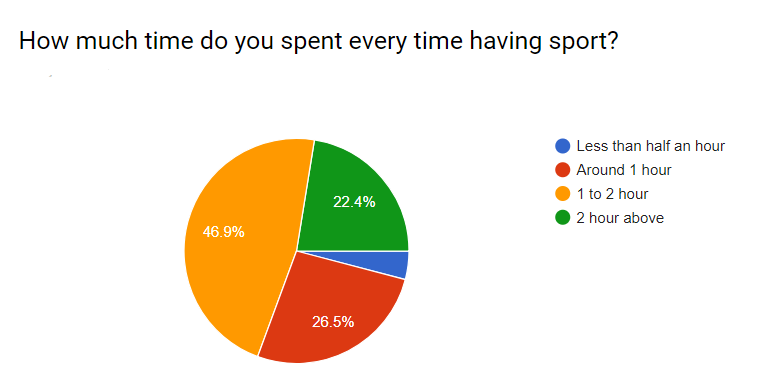 How much time do you spent every time having sport?
Less than half an hour
Around 1 hour
1 to 2 hour
2 hour above
22.4%
46.9%
26.5%